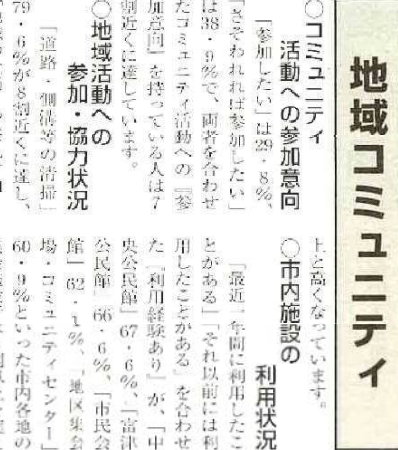 地域コミュニティ
上と高くなっています。
○市内施設の
利用状況
「最近一年間に利用したこ
とがある」「それ以前には利
用したことがある」を合わせ
た「利用経験あり」が、「中
央公民館」67・6%、「富津
公民館」66・6%、「市民会
館」62・1%、「地区集会
場・コミュニティセンター」
60・9%といった市内各地の
○コミュニティ
活動への参加意向
「参加したい」は29・8%、
「さそわれれば参加したい」
は38・9%で、両者を合わせ
たコミュニティ活動への『参
加意向』を持っている人は7
割近くに達しています。
○地域活動への
参加・協力状況
「道路・側溝等の清掃」
79・6%が8割近くに達し、